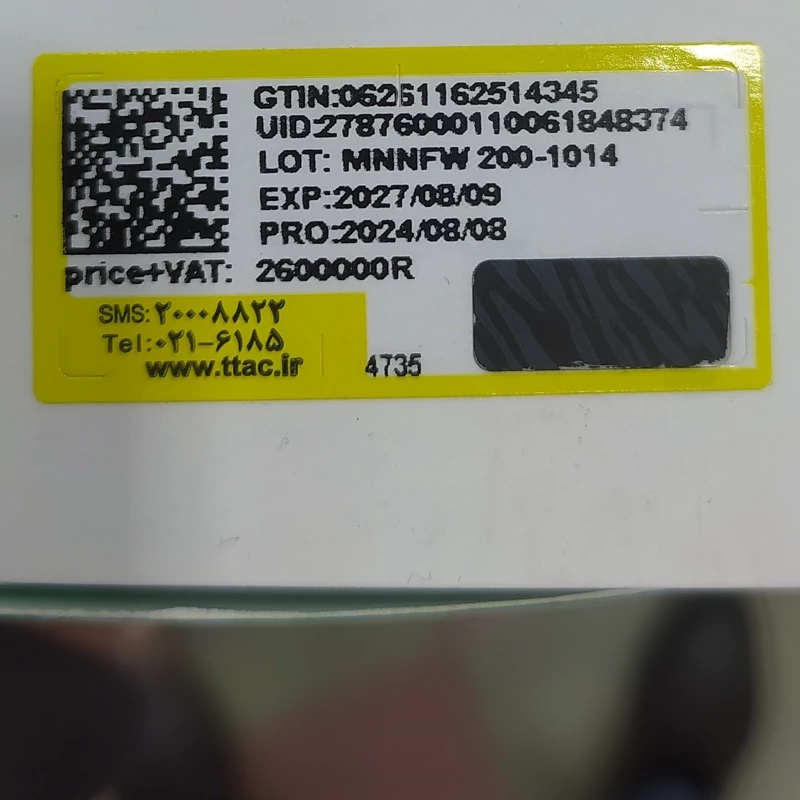 GTIN:06261162514345
UID:27876000110061848374
LOT: MNNFW 200-1014
EXP:2027/08/09
PRO:2024/08/08
price+VAT: 2600000R
SMS:۲۰۰۰۸۸۲۲
Tel:۰۲۱-۶۱۸۵
www.ttac.ir
4735